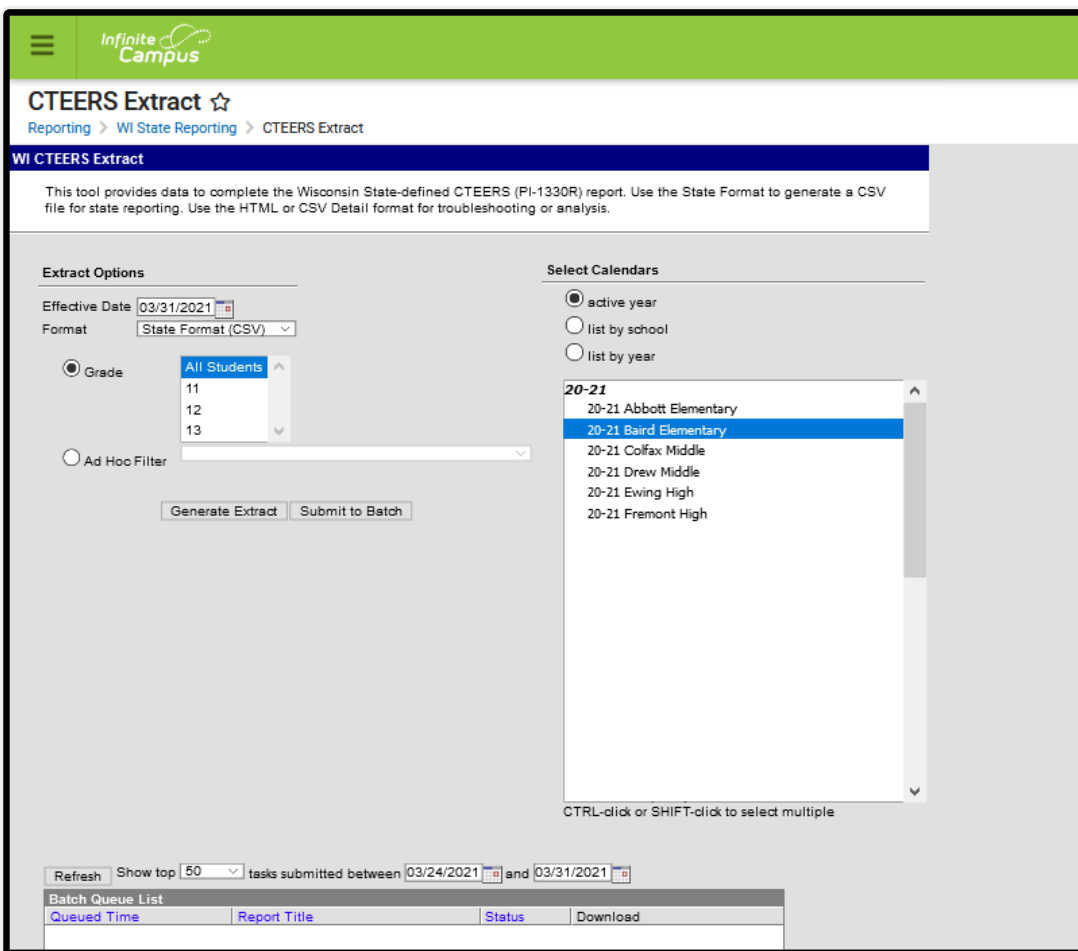 Infinite
Campus
CTEERS Extract
Reporting > WI State Reporting > CTEERS Extract
WI CTEERS Extract
This tool provides data to complete the Wisconsin State-defined CTEERS (PI-1330R) report. Use the State Format to generate a CSV
file for state reporting. Use the HTML or CSV Detail format for troubleshooting or analysis.
Extract Options
Effective Date 03/31/2021
Format State Format (CSV)
Grade
All Students
11
12
13
Ad Hoc Filter
Generate Extract Submit to Batch
Select Calendars
active year
list by school
list by year
20-21
20-21 Abbott Elementary
20-21 Baird Elementary
20-21 Colfax Middle
20-21 Drew Middle
20-21 Ewing High
20-21 Fremont High
CTRL-click or SHIFT-click to select multiple
Refresh Show top 50 tasks submitted between 03/24/2021 and 03/31/2021
Batch Queue List
Queued Time Report Title Status Download